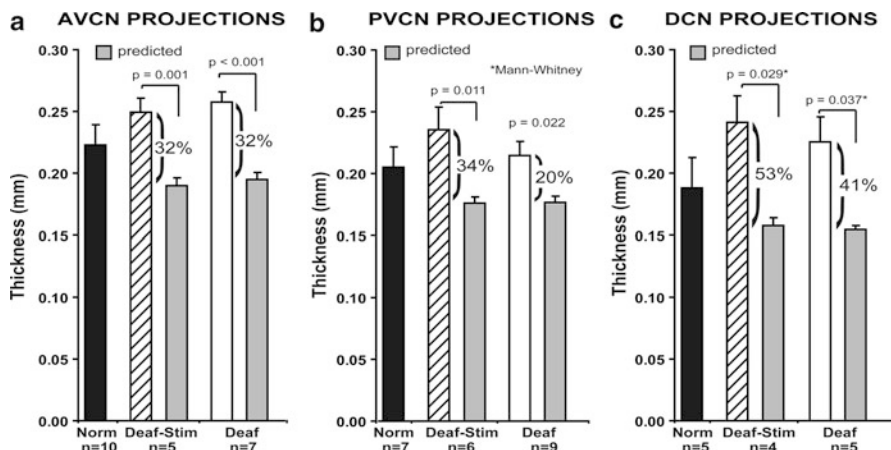 a AVCN PROJECTIONS
0.30
0.25
0.20
0.15
0.10
0.05
0.00
Thickness (mm)
predicted
p = 0.001
p < 0.001
32%
32%
Norm Deaf-Stim Deaf
n=10 n=5 n=7
b PVCN PROJECTIONS
0.30
0.25
0.20
0.15
0.10
0.05
0.00
Thickness (mm)
predicted
*Mann-Whitney
p = 0.011
p = 0.022
34%
20%
Norm Deaf-Stim Deaf
n=7 n=6 n=9
c DCN PROJECTIONS
0.30
0.25
0.20
0.15
0.10
0.05
0.00
Thickness (mm)
predicted
p = 0.029*
p = 0.037*
53%
41%
Norm Deaf-Stim Deaf
n=5 n=4 n=5